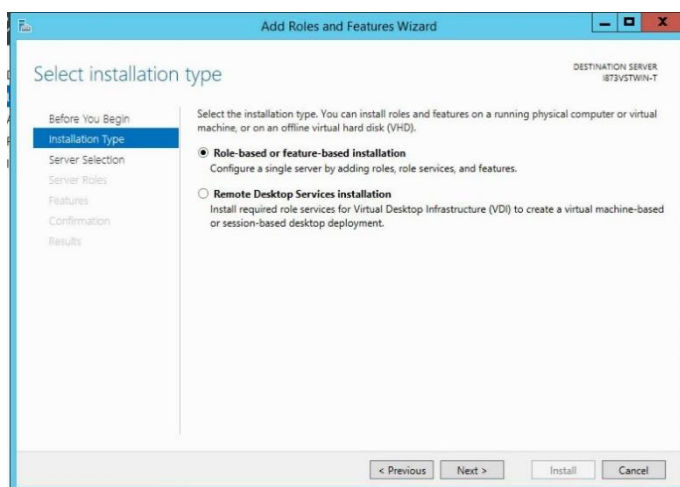 Add Roles and Features Wizard
Select installation type
DESTINATION SERVER
I873VSTWIN-T
Before You Begin
Installation Type
Server Selection
Server Roles
Features
Confirmation
Results
Select the installation type. You can install roles and features on a running physical computer or virtual
machine, or on an offline virtual hard disk (VHD).
Role-based or feature-based installation
Configure a single server by adding roles, role services, and features.
Remote Desktop Services installation
Install required role services for Virtual Desktop Infrastructure (VDI) to create a virtual machine-based
or session-based desktop deployment.
< Previous
Next >
Install
Cancel